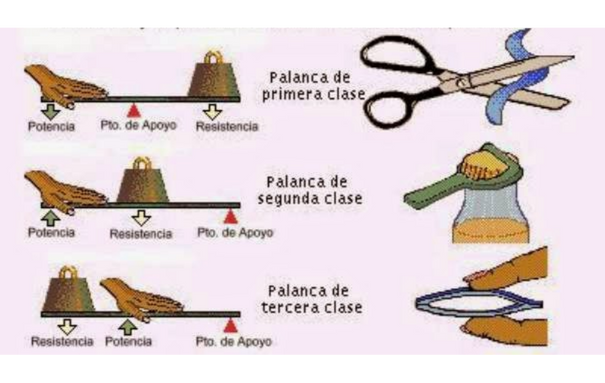 Palanca de
primera clase
Potencia Pto. de Apoyo Resistencia
Palanca de
segunda clase
Potencia Resistencia Pto. de Apoyo
Palanca de
tercera clase
Resistencia Potencia Pto. de Apoyo